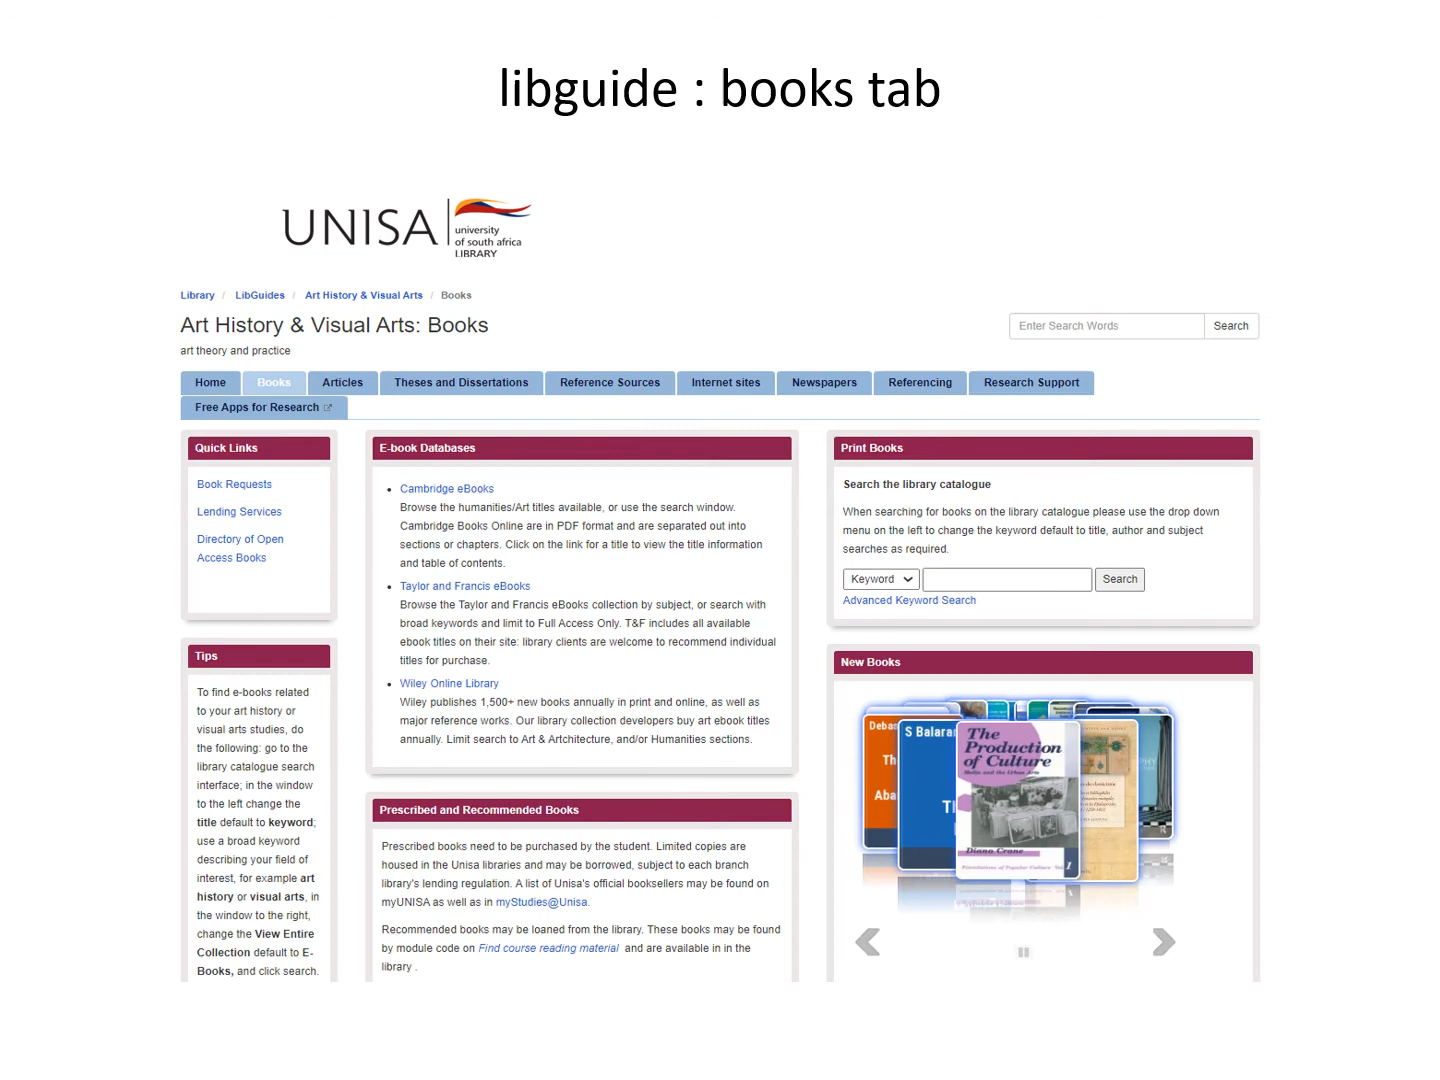 libguide : books tab
UNISA
university
of south africa
LIBRARY
Library / LibGuides / Art History & Visual Arts / Books
Art History & Visual Arts: Books
art theory and practice
Enter Search Words
Search
Home
Books
Articles
Theses and Dissertations
Reference Sources
Internet sites
Newspapers
Referencing
Research Support
Free Apps for Research
Quick Links
Book Requests
Lending Services
Directory of Open
Access Books
Tips
To find e-books related
to your art history or
visual arts studies, do
the following: go to the
library catalogue search
interface; in the window
to the left change the
title default to keyword;
use a broad keyword
describing your field of
interest, for example art
history or visual arts, in
the window to the right,
change the View Entire
Collection default to E-
Books, and click search.
E-book Databases
• Cambridge eBooks
Browse the humanities/Art titles available, or use the search window.
Cambridge Books Online are in PDF format and are separated out into
sections or chapters. Click on the link for a title to view the title information
and table of contents.
• Taylor and Francis eBooks
Browse the Taylor and Francis eBooks collection by subject, or search with
broad keywords and limit to Full Access Only. T&F includes all available
ebook titles on their site: library clients are welcome to recommend individual
titles for purchase.
• Wiley Online Library
Wiley publishes 1,500+ new books annually in print and online, as well as
major reference works. Our library collection developers buy art ebook titles
annually. Limit search to Art & Artchitecture, and/or Humanities sections.
Prescribed and Recommended Books
Prescribed books need to be purchased by the student. Limited copies are
housed in the Unisa libraries and may be borrowed, subject to each branch
library's lending regulation. A list of Unisa's official booksellers may be found on
myUNISA as well as in myStudies@Unisa.
Recommended books may be loaned from the library. These books may be found
by module code on Find course reading material and are available in in the
library .
Print Books
Search the library catalogue
When searching for books on the library catalogue please use the drop down
menu on the left to change the keyword default to title, author and subject
searches as required.
Keyword
Search
Advanced Keyword Search
New Books
Debas
Th
Aba
S Balara
Th
The
Production
of Culture
Media and the Urban Arts
Diana Crane
Foundations of Popular Culture Vol. 1